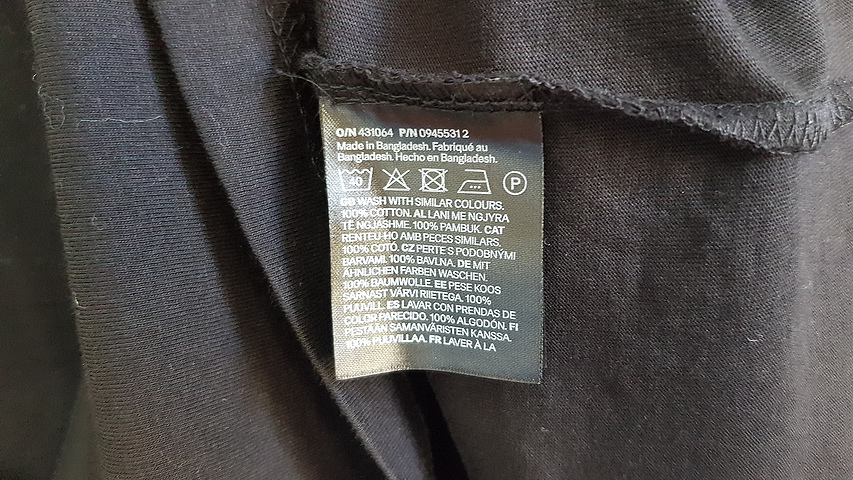 O/N 431064 P/N 0945531 2
Made in Bangladesh. Fabriqué au
Bangladesh. Hecho en Bangladesh.
40 P
GB WASH WITH SIMILAR COLOURS.
100% COTTON. AL LANI ME NGJYRA
TË NGJASHME. 100% PAMBUK. CAT
RENTEU-HO AMB PECES SIMILARS.
100% COTÓ. CZ PERTE S PODOBNÝMI
BARVAMI. 100% BAVLNA. DE MIT
ÄHNLICHEN FARBEN WASCHEN.
100% BAUMWOLLE. EE PESE KOOS
SARNAST VÄRVI RIIETEGA. 100%
PUUVILL. ES LAVAR CON PRENDAS DE
COLOR PARECIDO. 100% ALGODÓN. FI
PESTÄÄN SAMANVÄRISTEN KANSSA.
100% PUUVILLAA. FR LAVER À LA